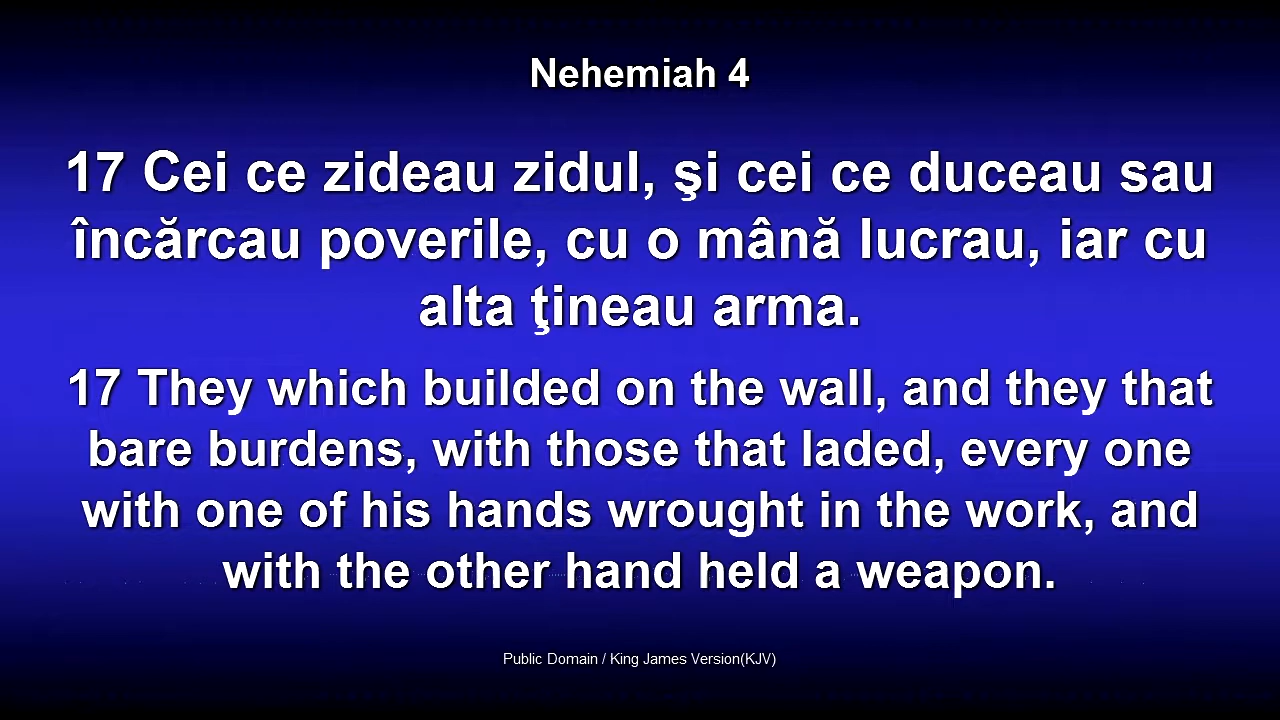 Nehemiah 4
17 Cei ce zideau zidul, şi cei ce duceau sau
încărcau poverile, cu o mână lucrau, iar cu
alta ţineau arma.
17 They which builded on the wall, and they that
bare burdens, with those that laded, every one
with one of his hands wrought in the work, and
with the other hand held a weapon.
Public Domain / King James Version(KJV)